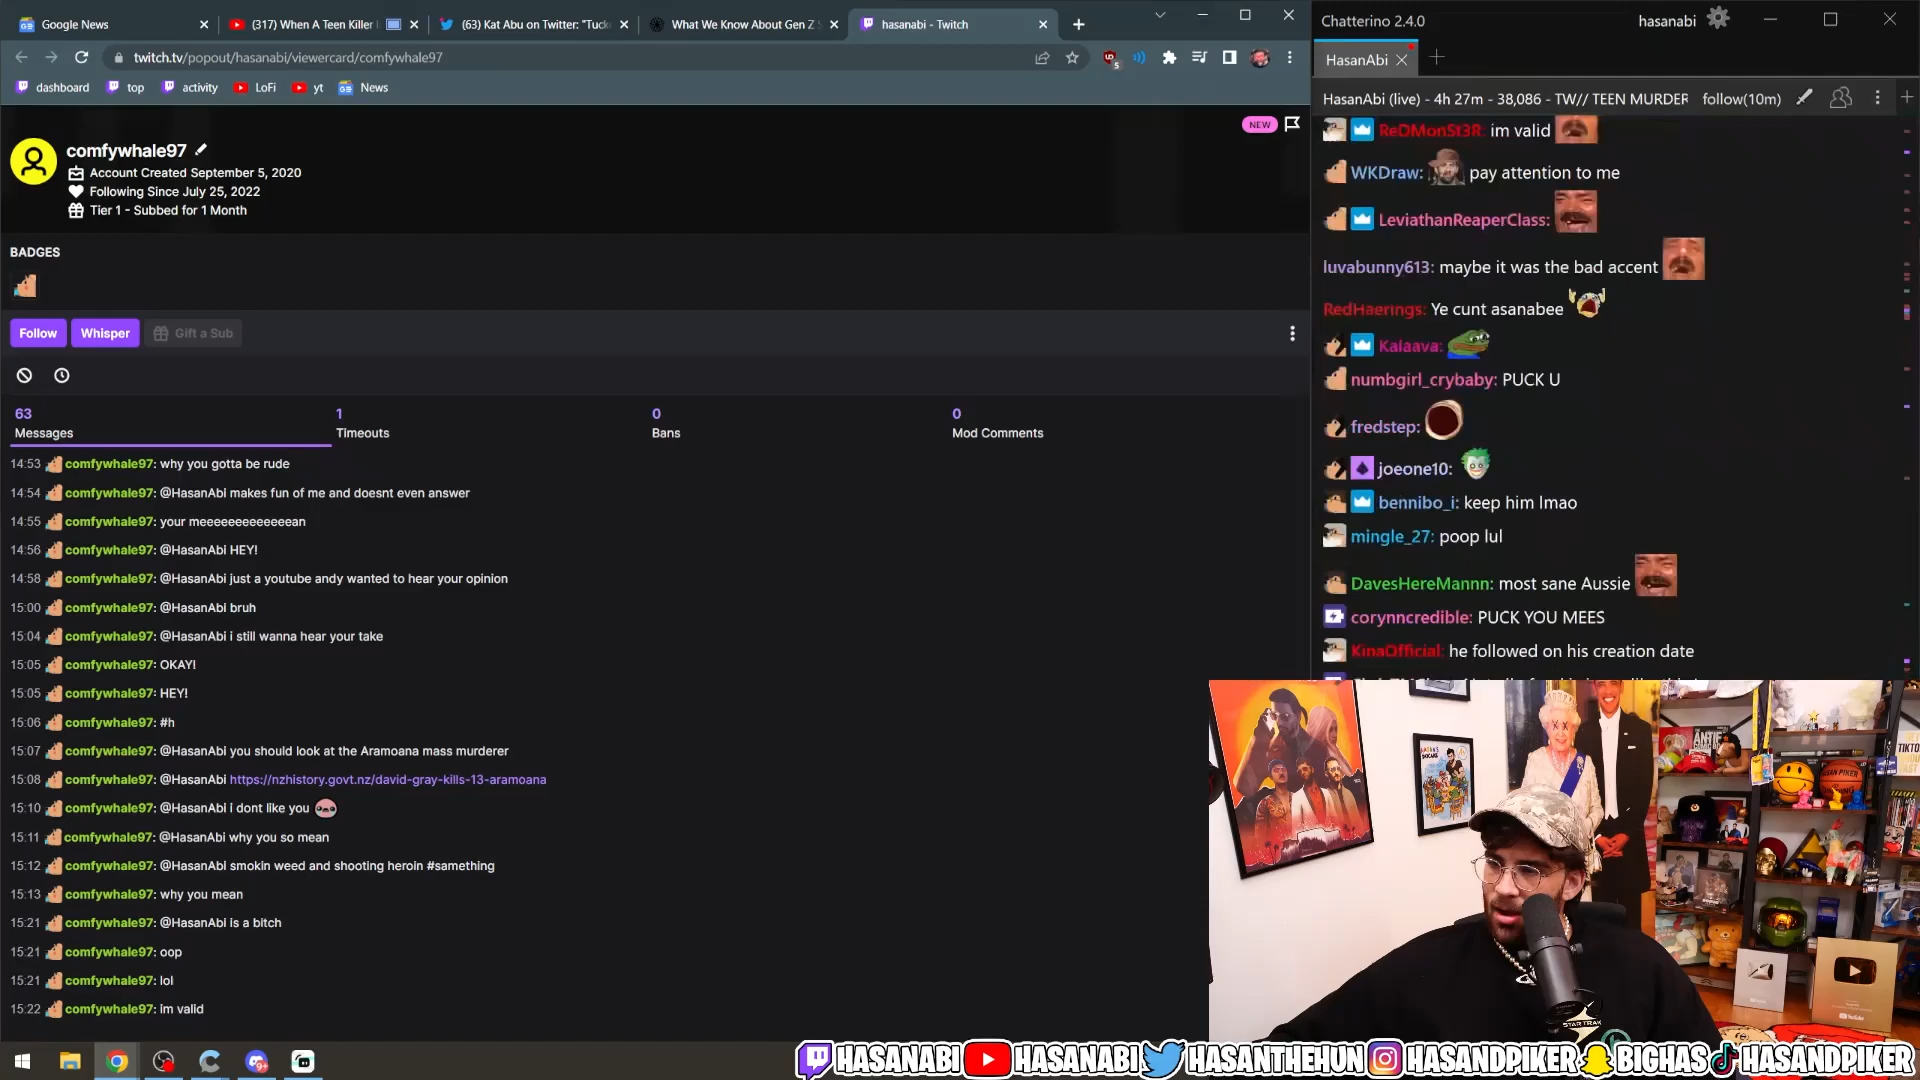 Google News
(317) When A Teen Killer
(63) Kat Abu on Twitter: "Tuck
What We Know About Gen Z S
hasanabi - Twitch
twitch.tv/popout/hasanabi/viewercard/comfywhale97
dashboard
top
activity
LoFi
yt
News
NEW
comfywhale97
Account Created September 5, 2020
Following Since July 25, 2022
Tier 1 - Subbed for 1 Month
BADGES
Follow
Whisper
Gift a Sub
63
Messages
1
Timeouts
0
Bans
0
Mod Comments
14:53 comfywhale97: why you gotta be rude
14:54 comfywhale97: @HasanAbi makes fun of me and doesnt even answer
14:55 comfywhale97: your meeeeeeeeeeeeean
14:56 comfywhale97: @HasanAbi HEY!
14:58 comfywhale97: @HasanAbi just a youtube andy wanted to hear your opinion
15:00 comfywhale97: @HasanAbi bruh
15:04 comfywhale97: @HasanAbi i still wanna hear your take
15:05 comfywhale97: OKAY!
15:05 comfywhale97: HEY!
15:06 comfywhale97: #h
15:07 comfywhale97: @HasanAbi you should look at the Aramoana mass murderer
15:08 comfywhale97: @HasanAbi https://nzhistory.govt.nz/david-gray-kills-13-aramoana
15:10 comfywhale97: @HasanAbi i dont like you
15:11 comfywhale97: @HasanAbi why you so mean
15:12 comfywhale97: @HasanAbi smokin weed and shooting heroin #samething
15:13 comfywhale97: why you mean
15:21 comfywhale97: @HasanAbi is a bitch
15:21 comfywhale97: oop
15:21 comfywhale97: lol
15:22 comfywhale97: im valid
Chatterino 2.4.0
hasanabi
HasanAbi
HasanAbi (live) - 4h 27m - 38,086 - TW// TEEN MURDER
follow(10m)
ReDMonSt3R: im valid
WKDraw: pay attention to me
LeviathanReaperClass:
luvabunny613: maybe it was the bad accent
RedHaerings: Ye cunt asanabee
Kalaava:
numbgirl_crybaby: PUCK U
fredstep:
joeone10:
bennibo_i: keep him lmao
mingle_27: poop lul
DavesHereMannn: most sane Aussie
corynncredible: PUCK YOU MEES
KinaOfficial: he followed on his creation date
STAR TRAK
HASANABI
HASANABI
HASANTHEHUN
HASANDPIKER
BIGHAS
HASANDPIKER